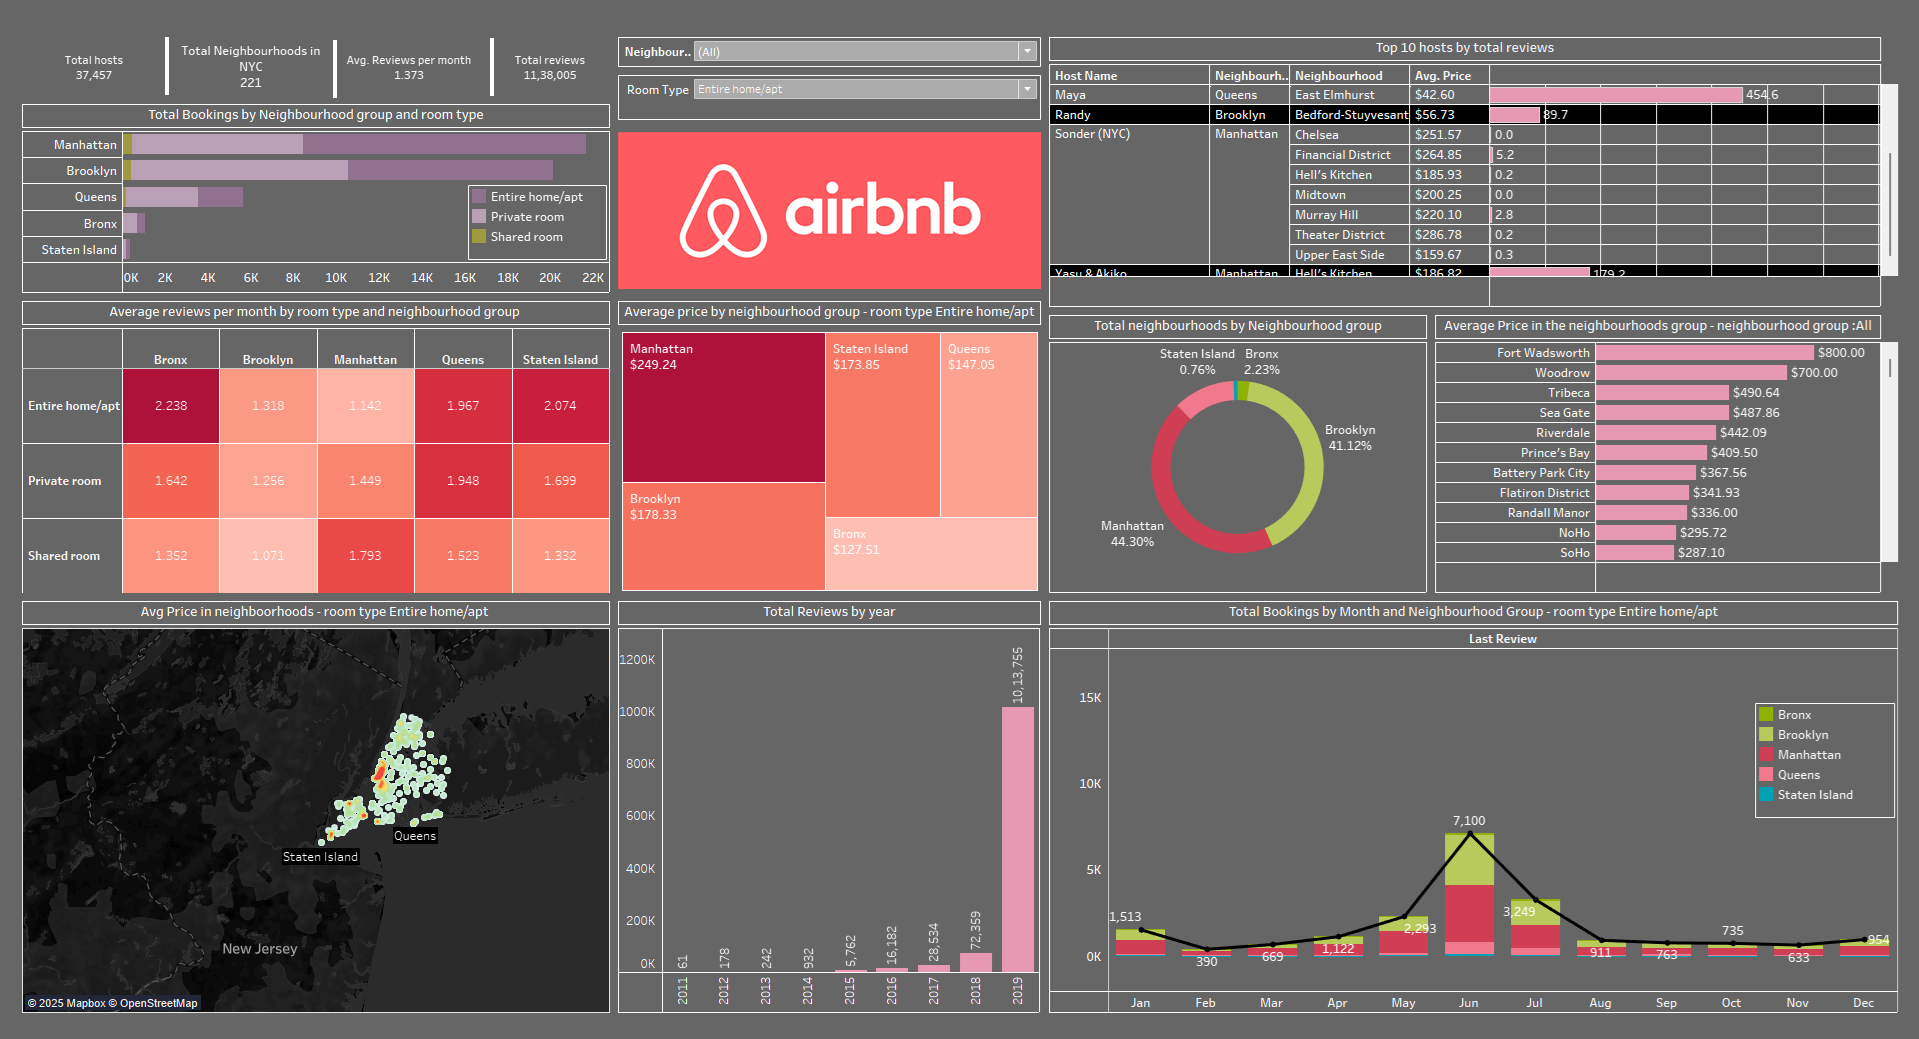 Total hosts
37,457
Total Neighbourhoods in
NYC
221
Avg. Reviews per month
1.373
Total reviews
11,38,005
Neighbour.. (All)
Room Type Entire home/apt
Total Bookings by Neighbourhood group and room type
Manhattan
Brooklyn
Queens
Bronx
Staten Island
Entire home/apt
Private room
Shared room
0K 2K 4K 6K 8K 10K 12K 14K 16K 18K 20K 22K
airbnb
Top 10 hosts by total reviews
Host Name Neighbourh.. Neighbourhood Avg. Price
Maya Queens East Elmhurst $42.60 454.6
Randy Brooklyn Bedford-Stuyvesant $56.73 89.7
Sonder (NYC) Manhattan Chelsea $251.57 0.0
Financial District $264.85 5.2
Hell's Kitchen $185.93 0.2
Midtown $200.25 0.0
Murray Hill $220.10 2.8
Theater District $286.78 0.2
Upper East Side $159.67 0.3
Yasu & Akiko Manhattan Hell's Kitchen $186.82 179.2
Average reviews per month by room type and neighbourhood group
Bronx Brooklyn Manhattan Queens Staten Island
Entire home/apt 2.238 1.318 1.142 1.967 2.074
Private room 1.642 1.256 1.449 1.948 1.699
Shared room 1.352 1.071 1.793 1.523 1.332
Average price by neighbourhood group - room type Entire home/apt
Manhattan
$249.24
Staten Island
$173.85
Queens
$147.05
Brooklyn
$178.33
Bronx
$127.51
Total neighbourhoods by Neighbourhood group
Staten Island
0.76%
Bronx
2.23%
Brooklyn
41.12%
Manhattan
44.30%
Average Price in the neighbourhoods group - neighbourhood group :All
Fort Wadsworth $800.00
Woodrow $700.00
Tribeca $490.64
Sea Gate $487.86
Riverdale $442.09
Prince's Bay $409.50
Battery Park City $367.56
Flatiron District $341.93
Randall Manor $336.00
NoHo $295.72
SoHo $287.10
Avg Price in neighboorhoods - room type Entire home/apt
Queens
Staten Island
New Jersey
© 2025 Mapbox © OpenStreetMap
Total Reviews by year
1200K
1000K
800K
600K
400K
200K
0K
61 178 242 932 5,762 16,182 28,534 72,359 10,13,755
2011 2012 2013 2014 2015 2016 2017 2018 2019
Total Bookings by Month and Neighbourhood Group - room type Entire home/apt
Last Review
15K
10K
5K
0K
Bronx
Brooklyn
Manhattan
Queens
Staten Island
1,513 390 669 1,122 2,293 7,100 3,249 911 763 735 633 954
Jan Feb Mar Apr May Jun Jul Aug Sep Oct Nov Dec